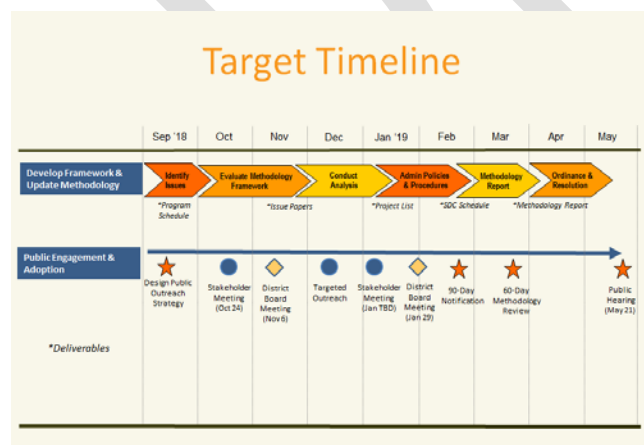 Target Timeline
Sep '18 Oct Nov Dec Jan '19 Feb Mar Apr May
Develop Framework &
Update Methodology
Identify
Issues
Evaluate Methodology
Framework
Conduct
Analysis
Admin Policies
& Procedures
Methodology
Report
Ordinance &
Resolution
*Program
Schedule
*Issue Papers
*Project List
*SDC Schedule
*Methodology Report
Public Engagement &
Adoption
Design Public
Outreach
Strategy
Stakeholder
Meeting
(Oct 24)
District
Board
Meeting
(Nov 6)
Targeted
Outreach
Stakeholder
Meeting
(Jan TBD)
District
Board
Meeting
(Jan 29)
90-Day
Notification
60-Day
Methodology
Review
Public
Hearing
(May 21)
*Deliverables